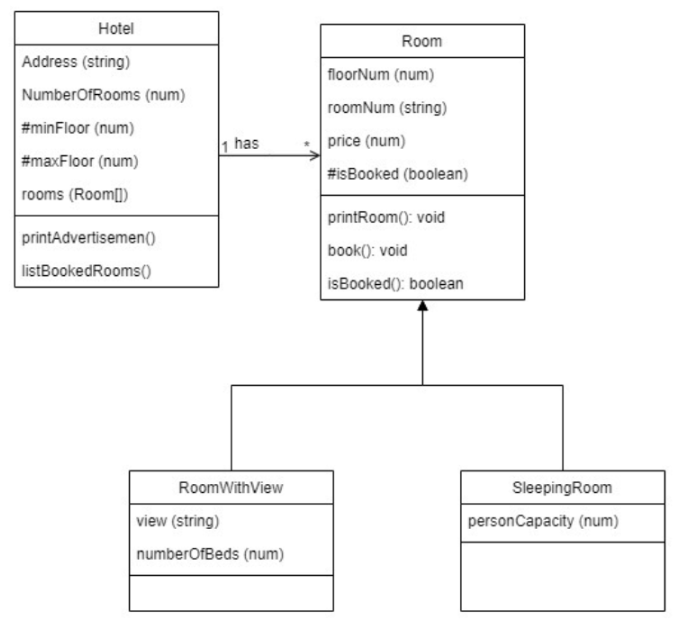 Hotel
Address (string)
NumberOfRooms (num)
#minFloor (num)
#maxFloor (num)
rooms (Room[])
printAdvertisemen()
listBookedRooms()
1 has *
Room
floorNum (num)
roomNum (string)
price (num)
#isBooked (boolean)
printRoom(): void
book(): void
isBooked(): boolean
RoomWithView
view (string)
numberOfBeds (num)
SleepingRoom
personCapacity (num)